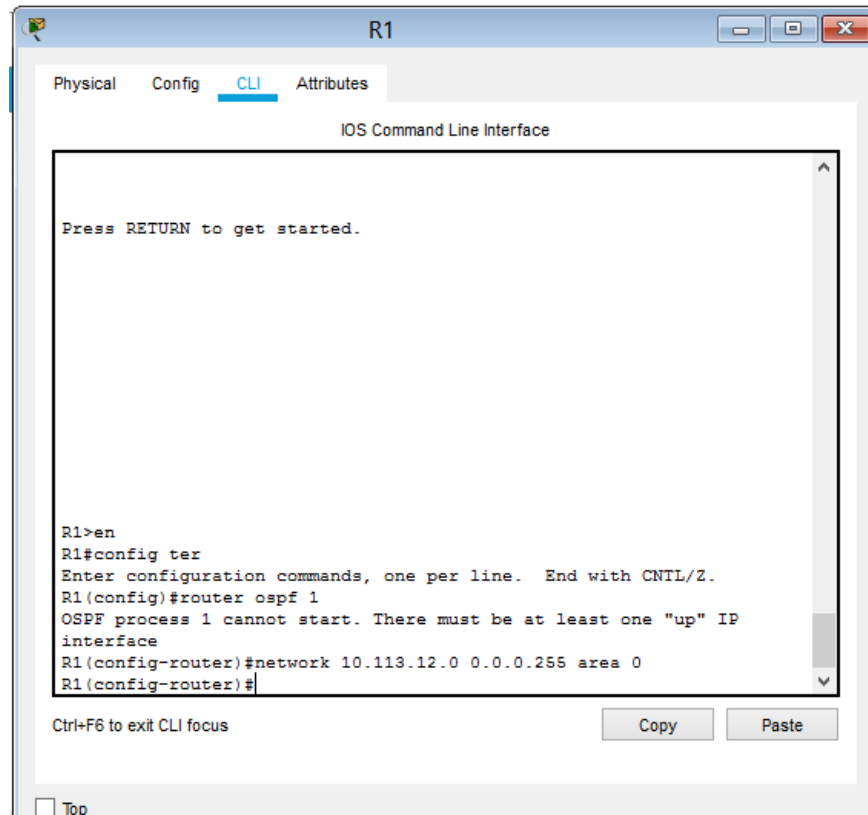 R1
Physical Config CLI Attributes
IOS Command Line Interface
Press RETURN to get started.
R1>en
R1#config ter
Enter configuration commands, one per line.  End with CNTL/Z.
R1(config)#router ospf 1
OSPF process 1 cannot start. There must be at least one "up" IP
interface
R1(config-router)#network 10.113.12.0 0.0.0.255 area 0
R1(config-router)#
Ctrl+F6 to exit CLI focus
Copy Paste
Top